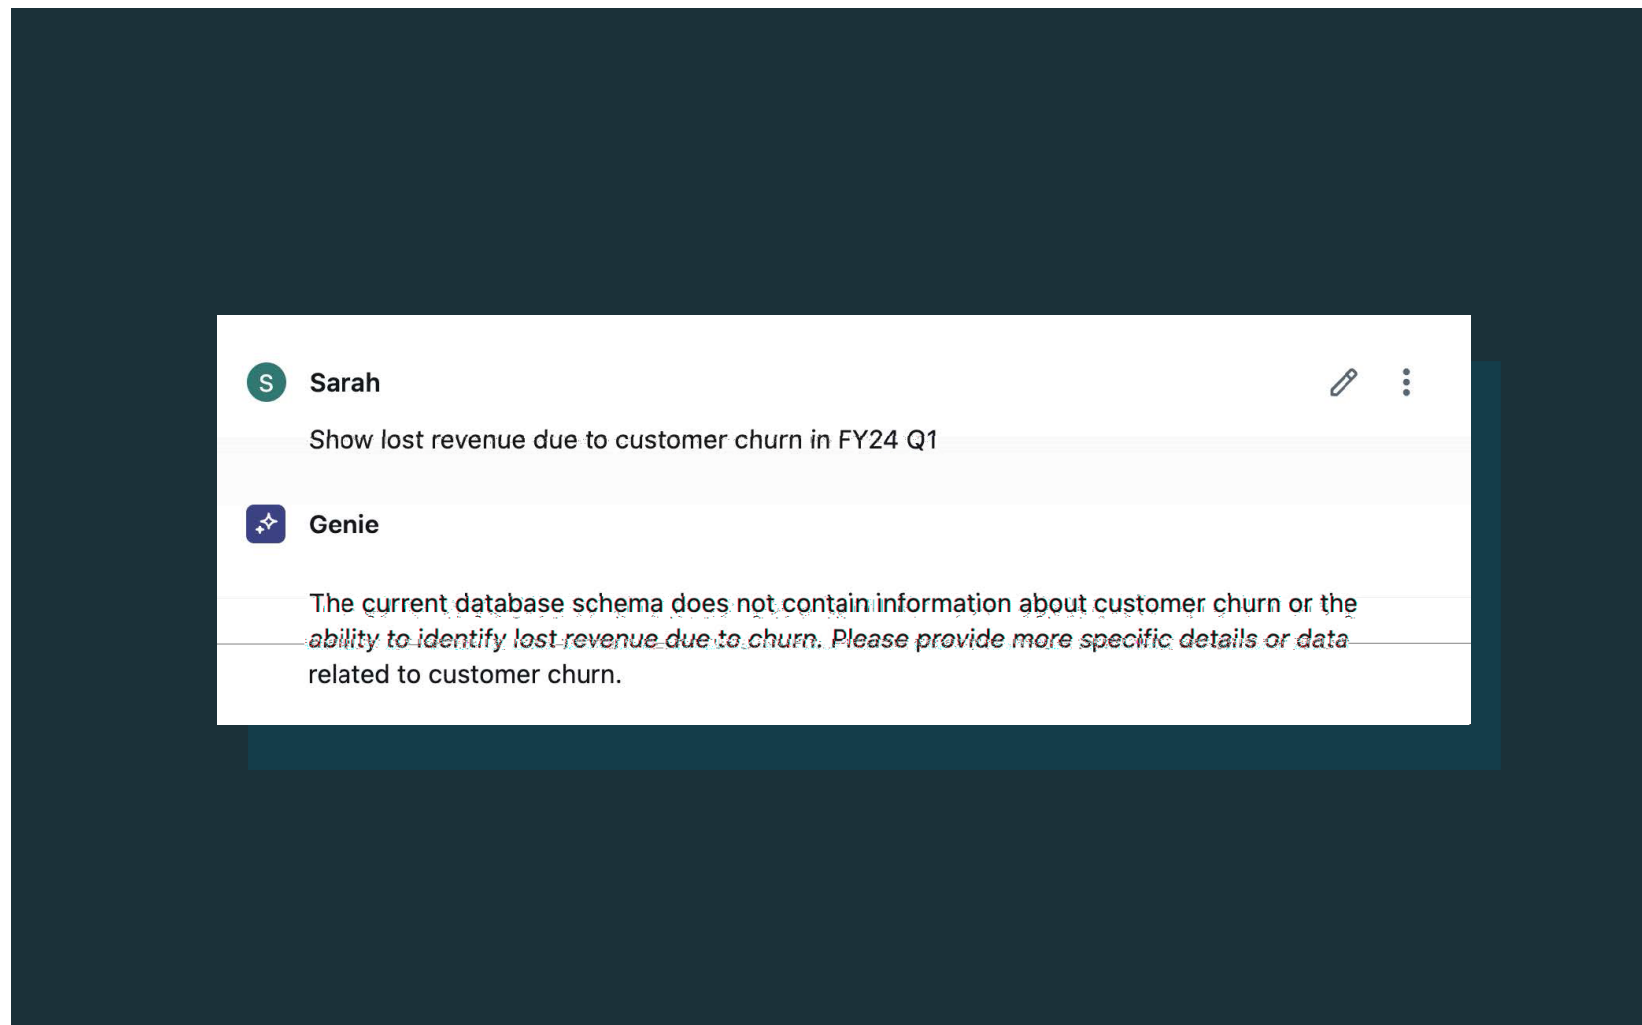 S
Sarah
Show lost revenue due to customer churn in FY24 Q1
Genie
The current database schema does not contain information about customer churn or the
ability to identify lost revenue due to churn. Please provide more specific details or data
related to customer churn.